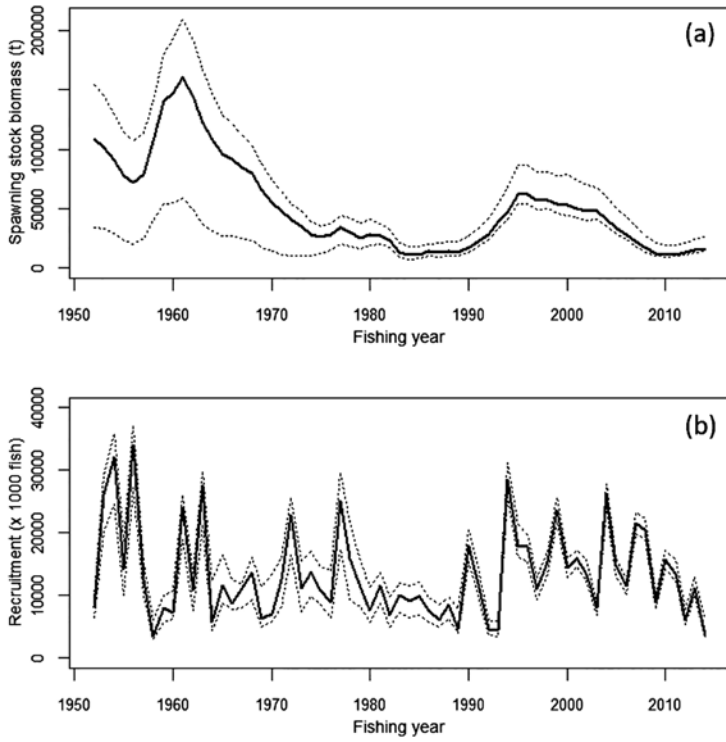 (a)
Spawning stock biomass (t)
200000
100000
50000
0
1950 1960 1970 1980 1990 2000 2010
Fishing year
(b)
Recruitment (x 1000 fish)
40000
30000
20000
10000
0
1950 1960 1970 1980 1990 2000 2010
Fishing year